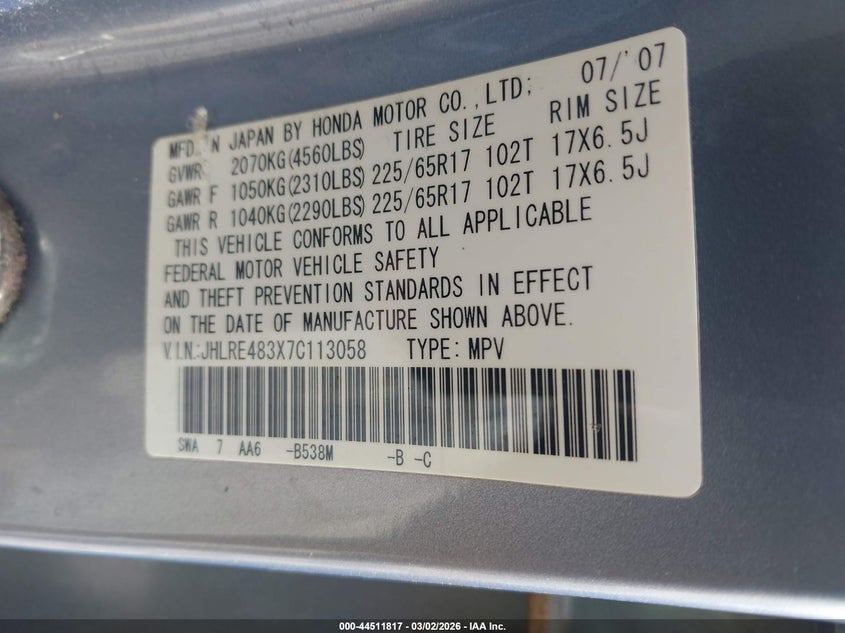 MFD. IN JAPAN BY HONDA MOTOR CO.,LTD; 07/'07
GVWR 2070KG(4560LBS) TIRE SIZE RIM SIZE
GAWR F 1050KG(2310LBS) 225/65R17 102T 17X6.5J
GAWR R 1040KG(2290LBS) 225/65R17 102T 17X6.5J
THIS VEHICLE CONFORMS TO ALL APPLICABLE
FEDERAL MOTOR VEHICLE SAFETY
AND THEFT PREVENTION STANDARDS IN EFFECT
ON THE DATE OF MANUFACTURE SHOWN ABOVE.
V.I.N.:JHLRE483X7C113058 TYPE: MPV
SWA 7 AA6 -B538M -B -C
000-44511817 - 03/02/2026 - IAA Inc.